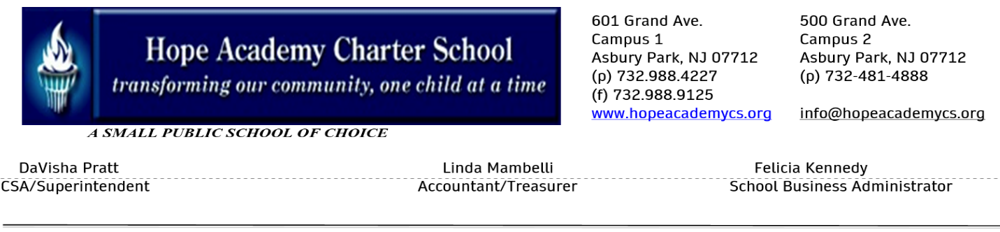 Hope Academy Charter School
transforming our community, one child at a time
A SMALL PUBLIC SCHOOL OF CHOICE
601 Grand Ave.
Campus 1
Asbury Park, NJ 07712
(p) 732.988.4227
(f) 732.988.9125
www.hopeacademycs.org
500 Grand Ave.
Campus 2
Asbury Park, NJ 07712
(p) 732-481-4888
info@hopeacademycs.org
DaVisha Pratt
CSA/Superintendent
Linda Mambelli
Accountant/Treasurer
Felicia Kennedy
School Business Administrator